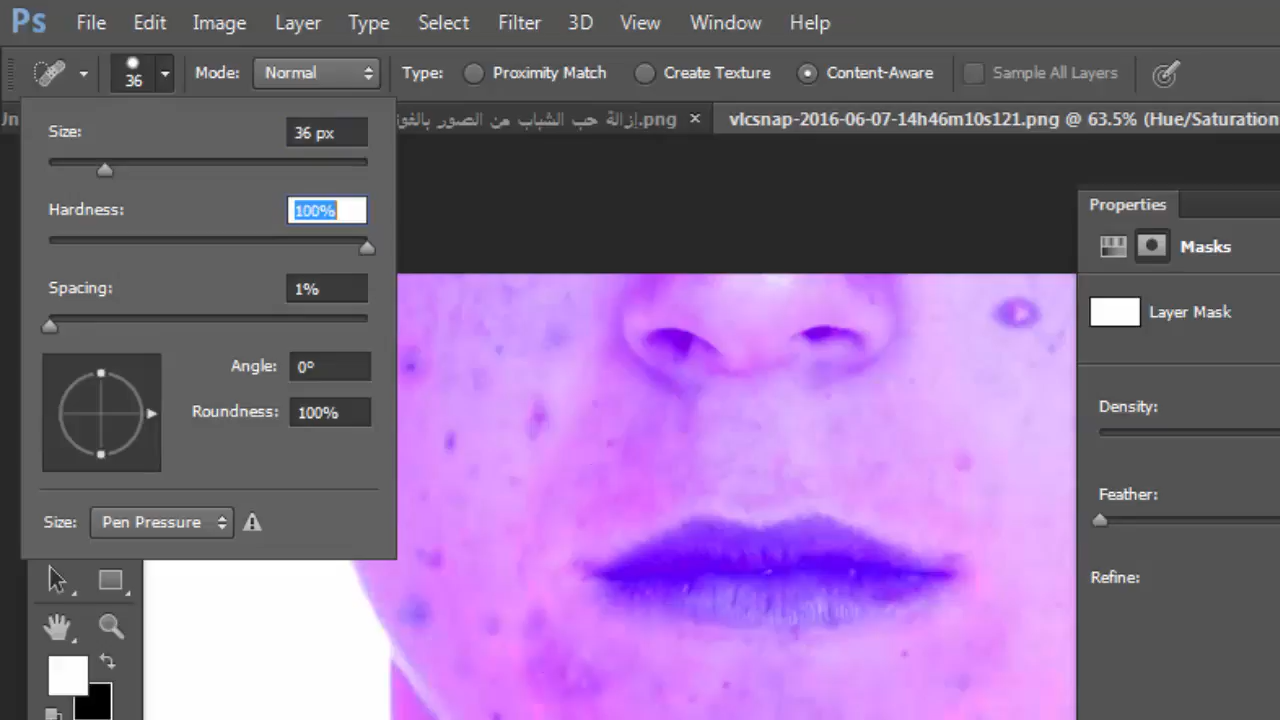 Ps File Edit Image Layer Type Select Filter 3D View Window Help
36 Mode: Normal Type: Proximity Match Create Texture Content-Aware Sample All Layers
Un إزالة حب الشباب من الصور بالفو.png × vlcsnap-2016-06-07-14h46m10s121.png @ 63.5% (Hue/Saturation
Size: 36 px
Hardness: 100%
Spacing: 1%
Angle: 0º
Roundness: 100%
Size: Pen Pressure
Properties
Masks
Layer Mask
Density:
Feather:
Refine: